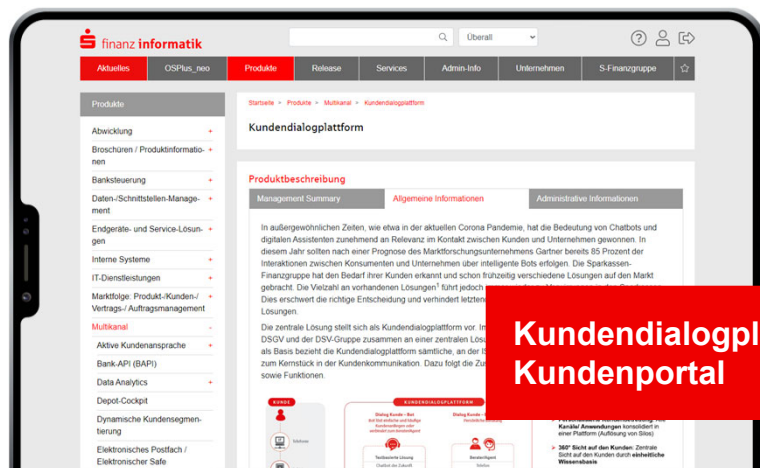 finanz informatik
Überall
Aktuelles
OSPlus_neo
Produkte
Release
Services
Admin-Info
Unternehmen
S-Finanzgruppe
Produkte
Abwicklung
Broschüren / Produktinformatio-
nen
Banksteuerung
Daten-/Schnittstellen-Manage-
ment
Endgeräte- und Service-Lösun-
gen
Interne Systeme
IT-Dienstleistungen
Marktfolge: Produkt-/Kunden-/
Vertrags-/ Auftragsmanagement
Multikanal
Aktive Kundenansprache
Bank-API (BAPI)
Data Analytics
Depot-Cockpit
Dynamische Kundensegmen-
tierung
Elektronisches Postfach /
Elektronischer Safe
Startseite > Produkte > Multikanal > Kundendialogplattform
Kundendialogplattform
Produktbeschreibung
Management Summary
Allgemeine Informationen
Administrative Informationen
In außergewöhnlichen Zeiten, wie etwa in der aktuellen Corona Pandemie, hat die Bedeutung von Chatbots und
digitalen Assistenten zunehmend an Relevanz im Kontakt zwischen Kunden und Unternehmen gewonnen. In
diesem Jahr sollten nach einer Prognose des Marktforschungsunternehmens Gartner bereits 85 Prozent der
Interaktionen zwischen Konsumenten und Unternehmen über intelligente Bots erfolgen. Die Sparkassen-
Finanzgruppe hat den Bedarf ihrer Kunden erkannt und schon frühzeitig verschiedene Lösungen auf den Markt
gebracht. Die Vielzahl an vorhandenen Lösungen¹ führt jedoch
Dies erschwert die richtige Entscheidung und verhindert
Lösungen.
Die zentrale Lösung stellt sich als Kundendialogplattform vor.
DSGV und der DSV-Gruppe zusammen an einer zentralen
als Basis bezieht die Kundendialogplattform sämtliche, an der
zum Kernstück in der Kundenkommunikation. Dazu folgt die
sowie Funktionen.
KUNDE
KUNDENDIALOGPLATTFORM
Dialog Kunde - Bot
Textbasierte Lösung
Chatbot der Zukunft
Kanäle/ Anwendungen konsolidiert in
einer Plattform (Auflösung von Silos)
360° Sicht auf den Kunden: Zentrale
Sicht auf den Kunden durch einheitliche
Wissensbasis
Kundendialogpl
Kundenportal